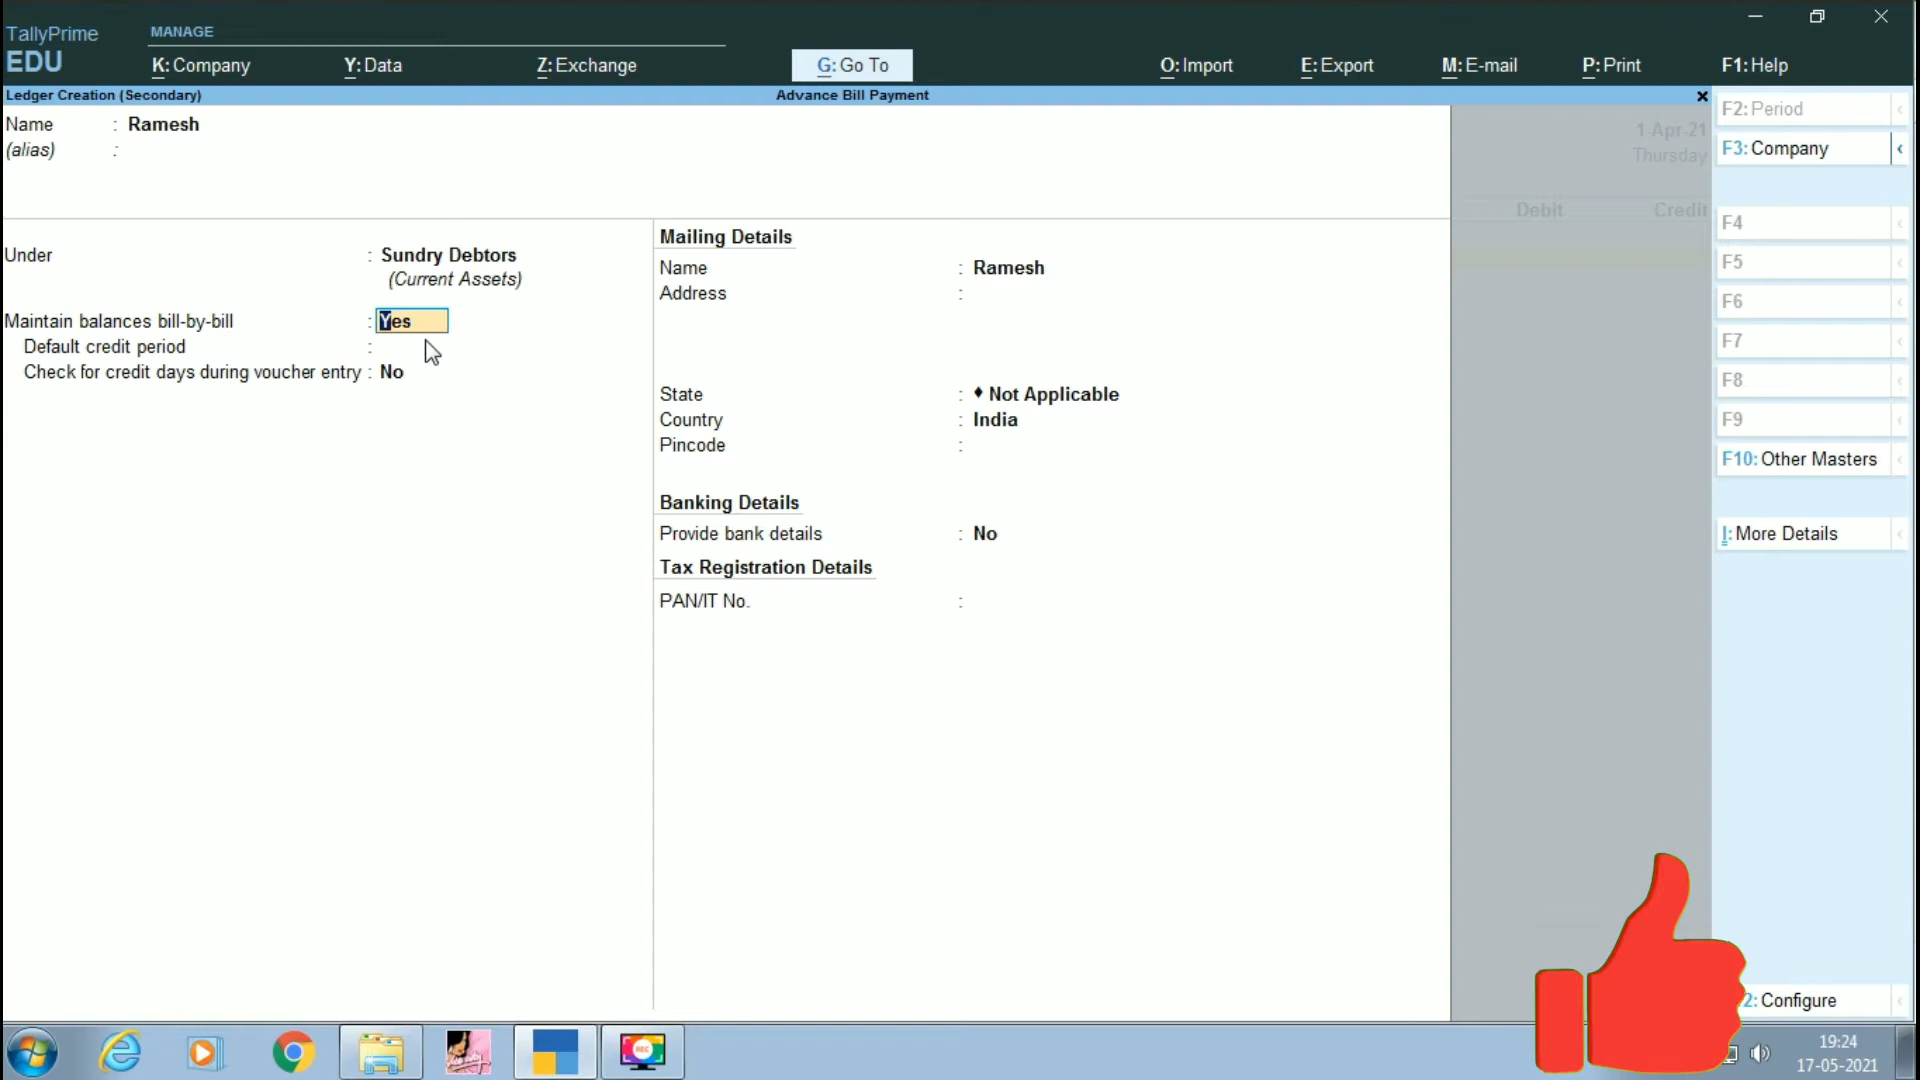 TallyPrime
EDU
MANAGE
K: Company
Y: Data
Z: Exchange
G: Go To
O: Import
E: Export
M: E-mail
P: Print
F1: Help
Ledger Creation (Secondary)
Advance Bill Payment
Name : Ramesh
(alias) :
1-Apr-21
Thursday
Debit Credit
Under : Sundry Debtors
(Current Assets)
Maintain balances bill-by-bill : Yes
Default credit period :
Check for credit days during voucher entry : No
Mailing Details
Name : Ramesh
Address :
State : ♦ Not Applicable
Country : India
Pincode :
Banking Details
Provide bank details : No
Tax Registration Details
PAN/IT No. :
F2: Period
F3: Company
F4
F5
F6
F7
F8
F9
F10: Other Masters
I: More Details
2: Configure
REC
19:24
17-05-2021